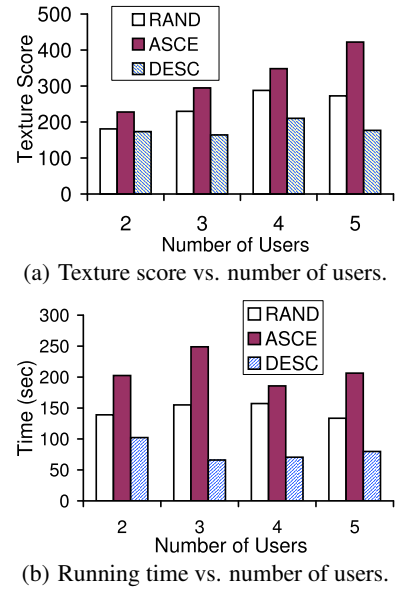 500
400
300
200
100
0
Texture Score
RAND
ASCE
DESC
2 3 4 5
Number of Users
(a) Texture score vs. number of users.
300
250
200
150
100
50
0
Time (sec)
RAND
ASCE
DESC
2 3 4 5
Number of Users
(b) Running time vs. number of users.